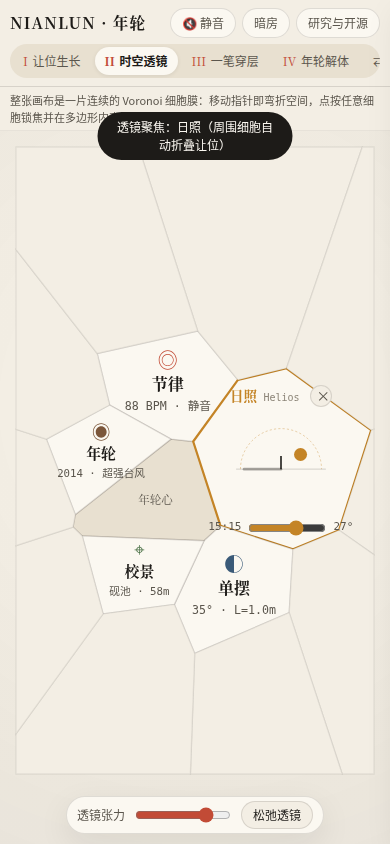 NIANLUN · 年轮
静音
暗房
研究与开源
I 让位生长
II 时空透镜
III 一笔穿层
IV 年轮解体
整张画布是一片连续的 Voronoi 细胞膜：移动指针即弯折空间，点按任意细
胞锁焦并在多边形内
透镜聚焦：日照（周围细胞自
动折叠让位）
节律
88 BPM · 静音
日照 Helios
年轮
2014 · 超强台风
年轮心
15:15
27°
校景
砚池 · 58m
单摆
35° · L=1.0m
透镜张力
松弛透镜